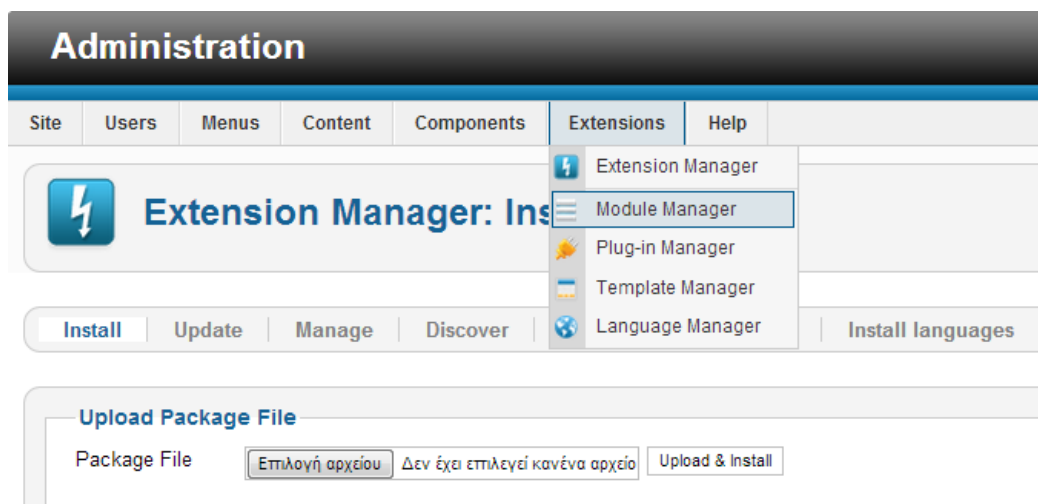 Administration
Site Users Menus Content Components Extensions Help
Extension Manager
Extension Manager: Ins
Module Manager
Plug-in Manager
Template Manager
Language Manager
Install Update Manage Discover Install languages
Upload Package File
Package File Επιλογή αρχείου Δεν έχει επιλεγεί κανένα αρχείο Upload & Install